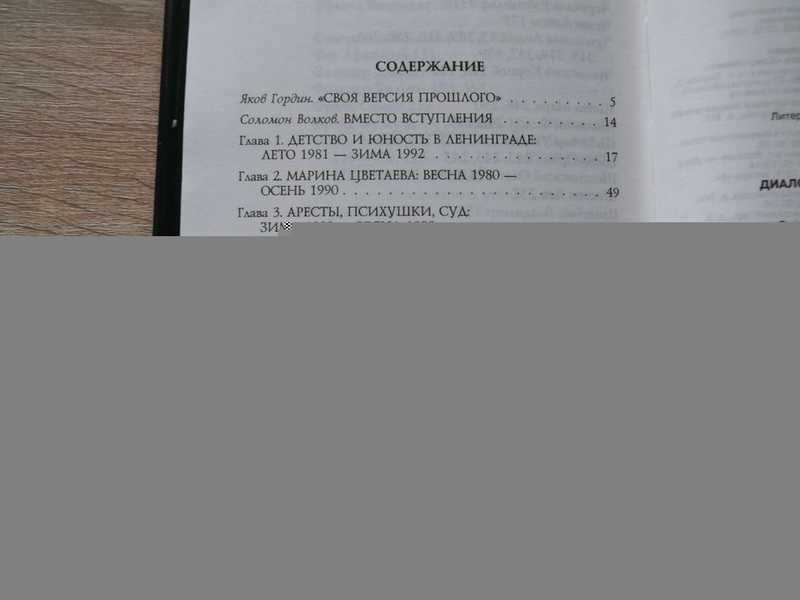 СОДЕРЖАНИЕ
Яков Гордин. «СВОЯ ВЕРСИЯ ПРОШЛОГО» . . . . . . . . . 5
Соломон Волков. ВМЕСТО ВСТУПЛЕНИЯ . . . . . . . . . 14
Глава 1. ДЕТСТВО И ЮНОСТЬ В ЛЕНИНГРАДЕ:
ЛЕТО 1981 — ЗИМА 1992 . . . . . . . . . . . . . . . 17
Глава 2. МАРИНА ЦВЕТАЕВА: ВЕСНА 1980 —
ОСЕНЬ 1990 . . . . . . . . . . . . . . . . . . . . . . . . 49
Глава 3. АРЕСТЫ, ПСИХУШКИ, СУД:
Литер
ДИАЛО